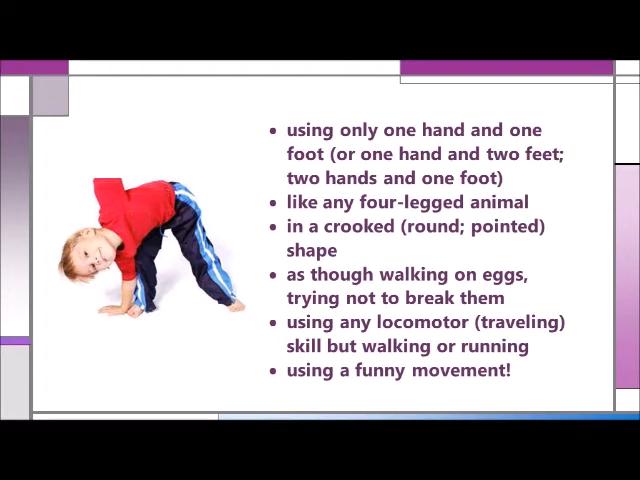 • using only one hand and one
foot (or one hand and two feet;
two hands and one foot)
• like any four-legged animal
• in a crooked (round; pointed)
shape
• as though walking on eggs,
trying not to break them
• using any locomotor (traveling)
skill but walking or running
• using a funny movement!